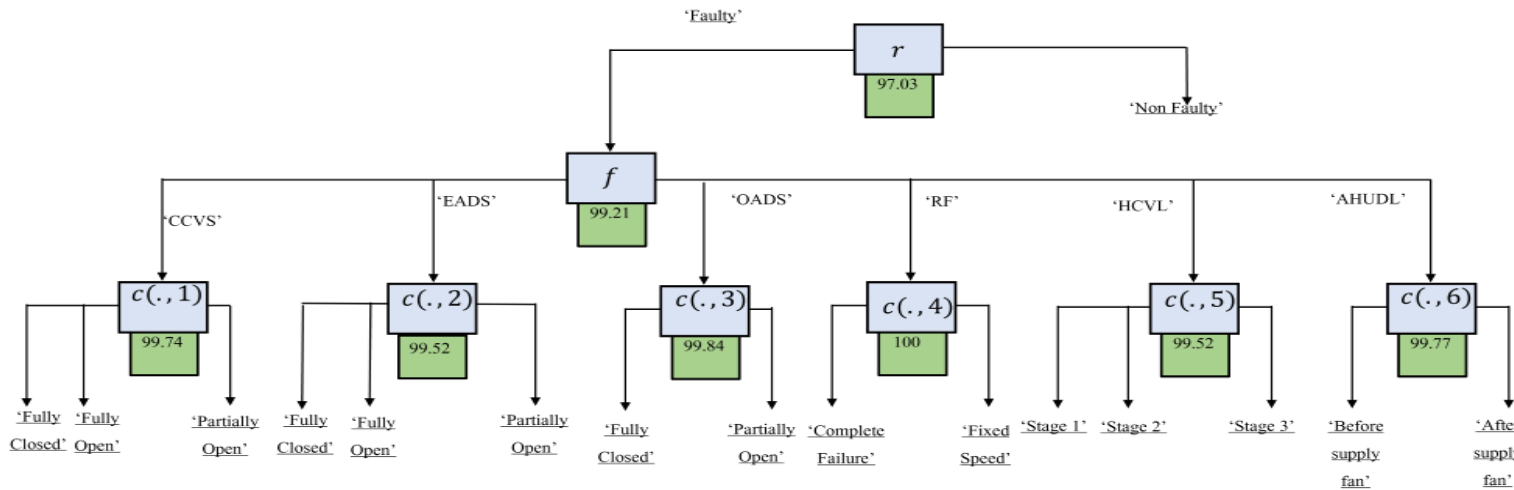 ‘Faulty’
r
97.03
‘Non Faulty’
f
99.21
‘CCVS’
‘EADS’
‘OADS’
‘RF’
‘HCVL’
‘AHUDL’
c(.,1)
99.74
c(.,2)
99.52
c(.,3)
99.84
c(.,4)
100
c(.,5)
99.52
c(.,6)
99.77
‘Fully
Closed’
‘Fully
Open’
‘Partially
Open’
‘Fully
Closed’
‘Fully
Open’
‘Partially
Open’
‘Fully
Closed’
‘Partially
Open’
‘Complete
Failure’
‘Fixed
Speed’
‘Stage 1’
‘Stage 2’
‘Stage 3’
‘Before
supply
fan’
‘After
supply
fan’